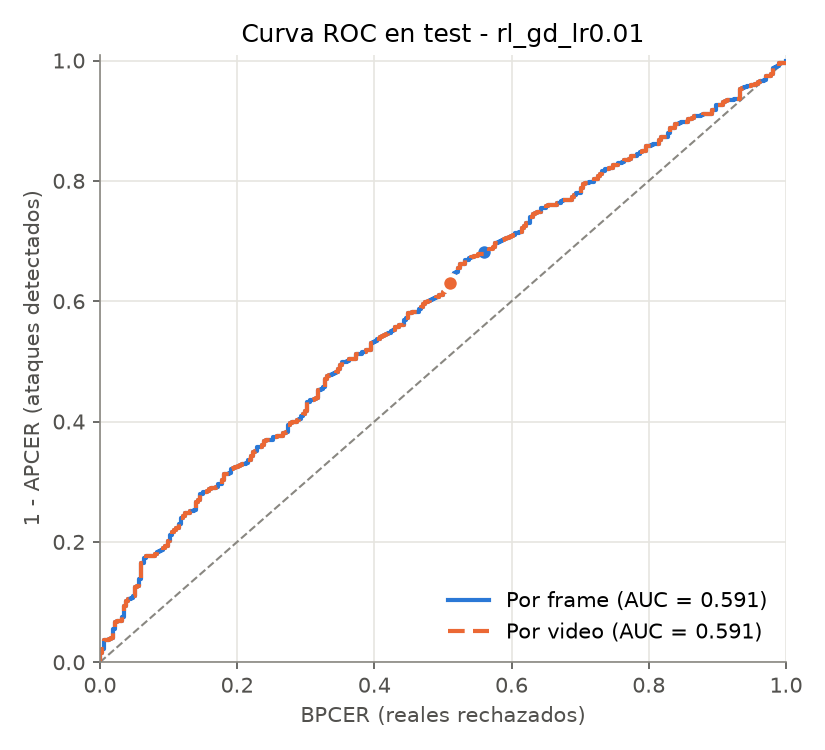 Curva ROC en test - rl_gd_lr0.01
1 - APCER (ataques detectados)
1.0
0.8
0.6
0.4
0.2
0.0
0.0 0.2 0.4 0.6 0.8 1.0
BPCER (reales rechazados)
Por frame (AUC = 0.591)
Por video (AUC = 0.591)